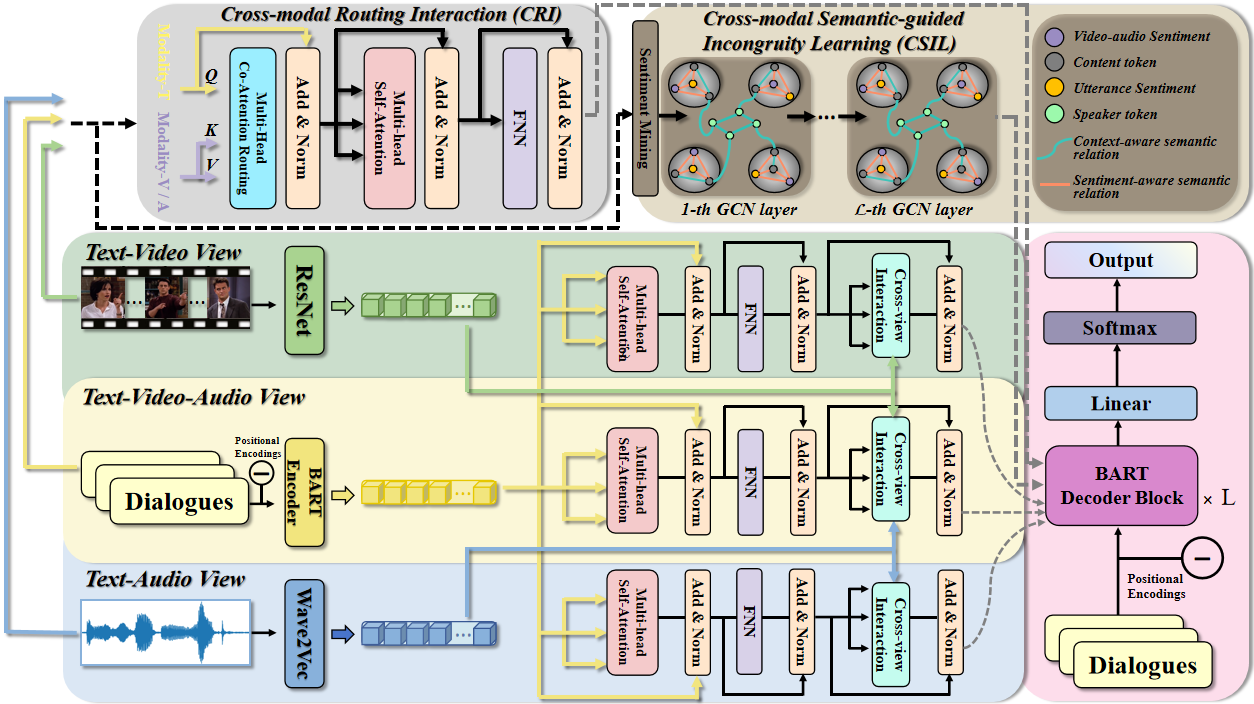 Cross-modal Routing Interaction (CRI)
Modality-T
Modality-V / A
Q
K
V
Multi-Head
Co-Attention Routing
Add & Norm
Multi-head
Self-Attention
Add & Norm
FNN
Add & Norm
Cross-modal Semantic-guided
Incongruity Learning (CSIL)
Sentiment Mining
1-th GCN layer
...
L-th GCN layer
Video-audio Sentiment
Content token
Utterance Sentiment
Speaker token
Context-aware semantic
relation
Sentiment-aware semantic
relation
Text-Video View
ResNet
...
Multi-head
Self-Attention
Add & Norm
FNN
Add & Norm
Cross-view
Interaction
Add & Norm
Text-Video-Audio View
Dialogues
Positional
Encodings
BART
Encoder
...
Multi-head
Self-Attention
Add & Norm
FNN
Add & Norm
Cross-view
Interaction
Add & Norm
Text-Audio View
Wave2Vec
...
Multi-head
Self-Attention
Add & Norm
FNN
Add & Norm
Cross-view
Interaction
Add & Norm
Output
Softmax
Linear
BART
Decoder Block
× L
Positional
Encodings
Dialogues